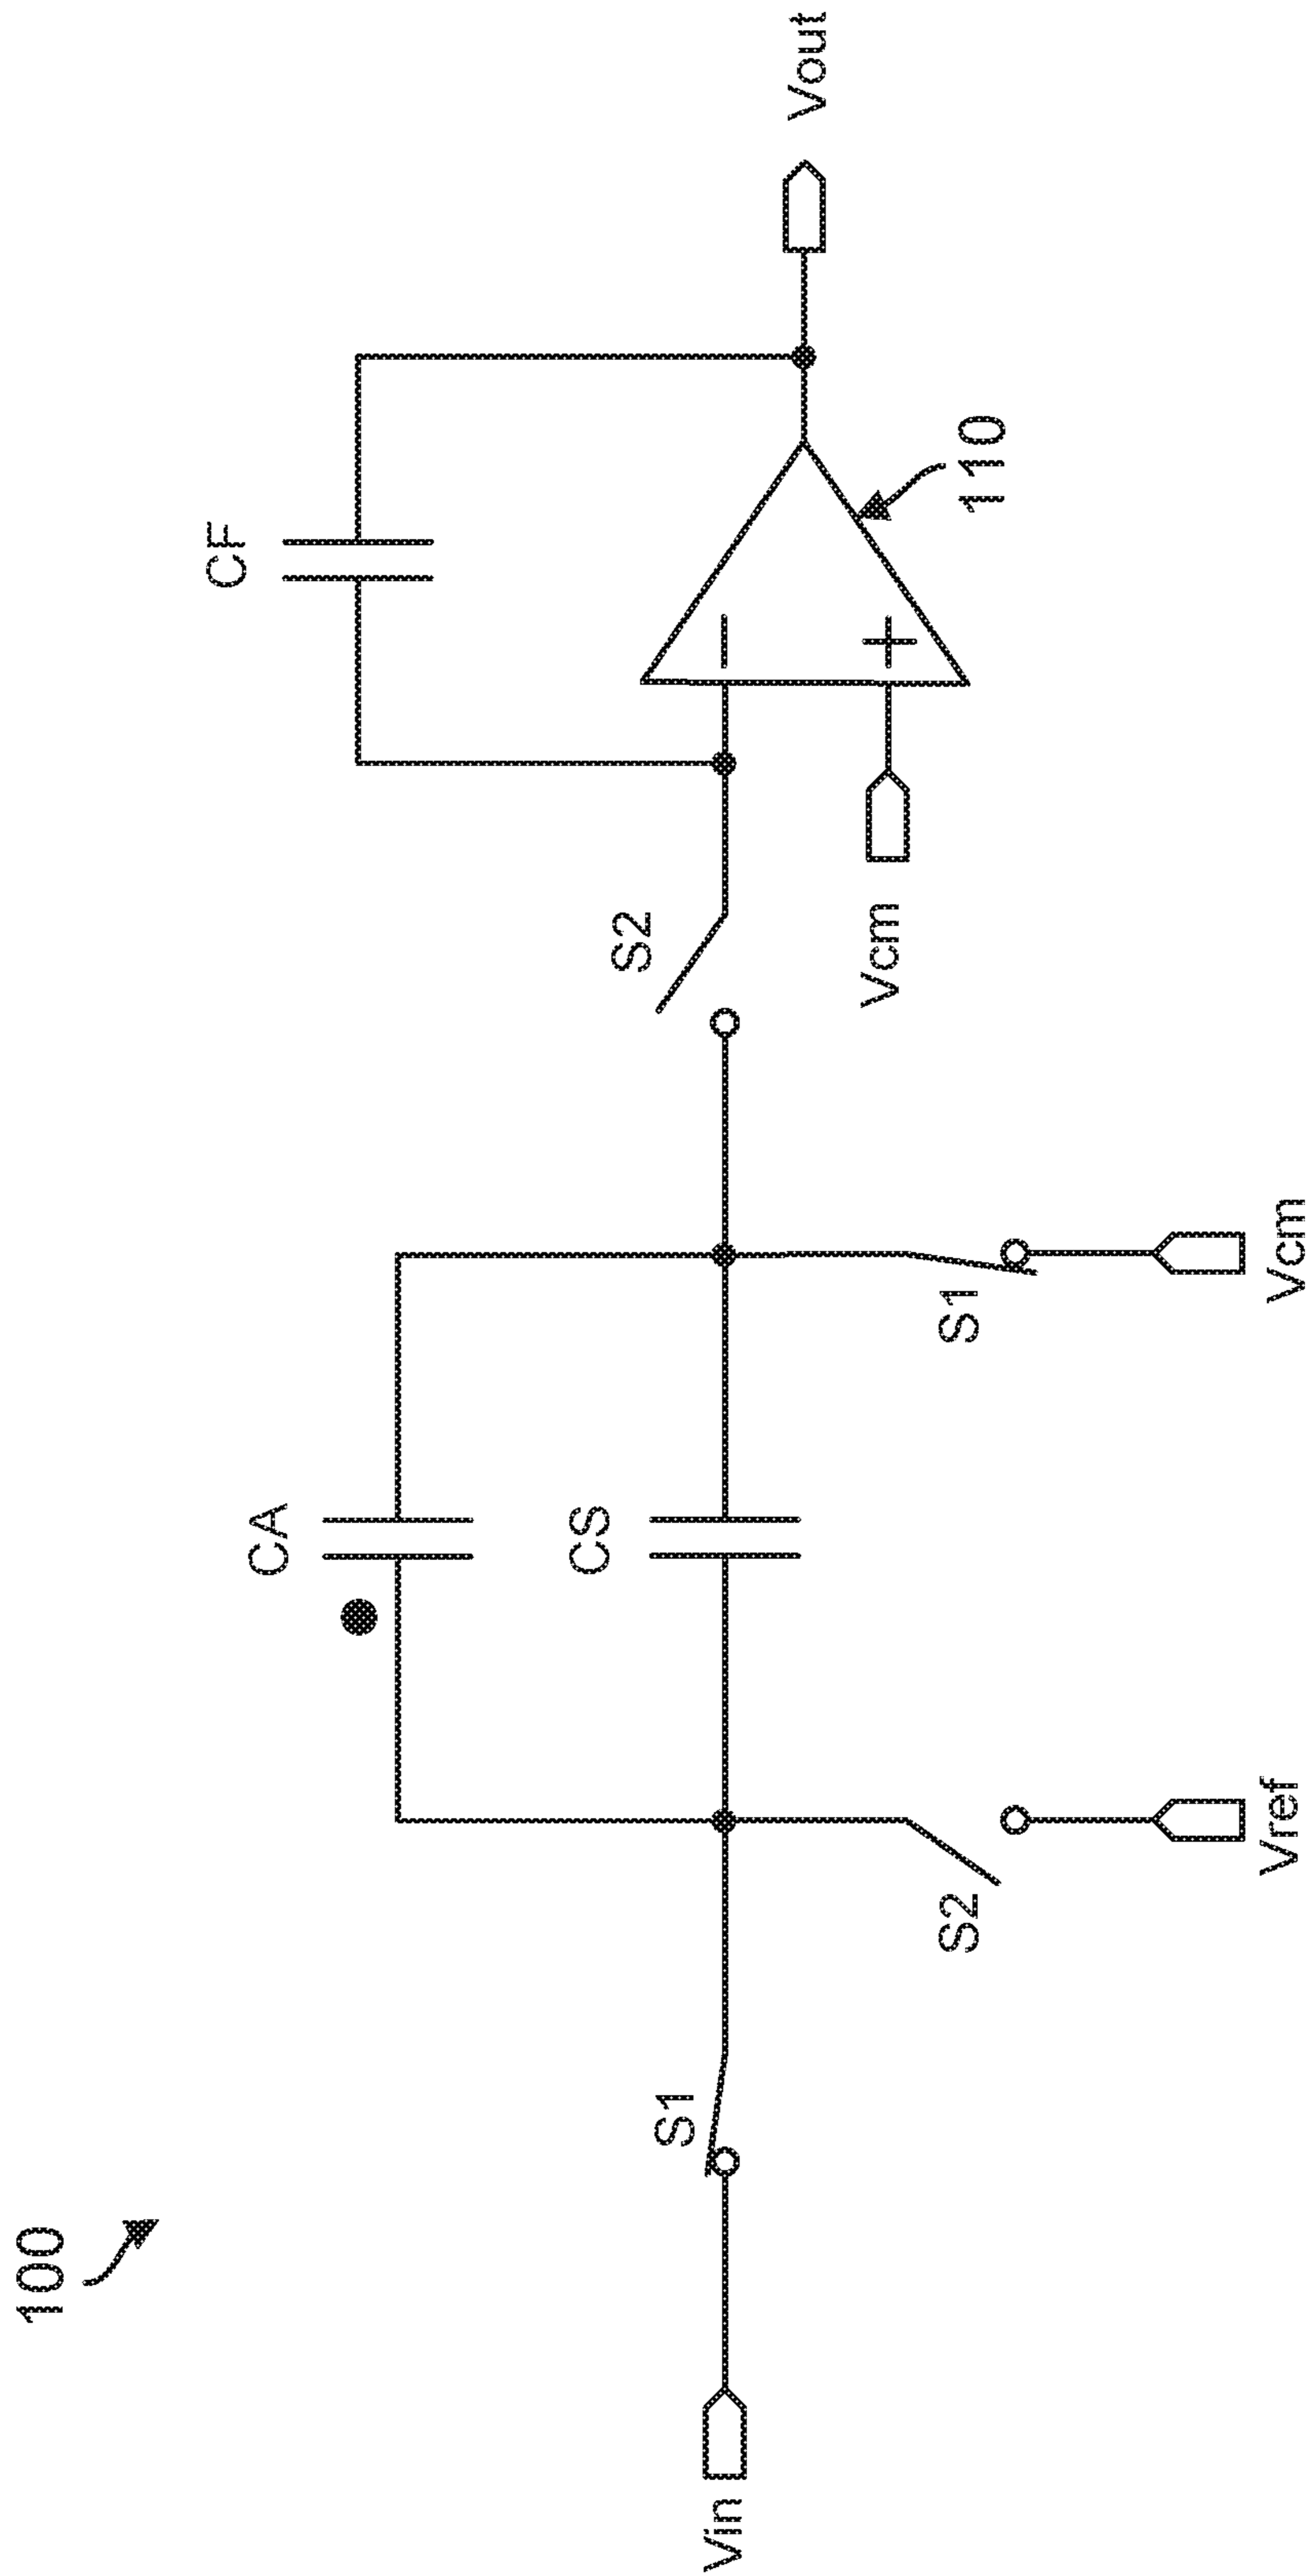 100
Vin
S1
S2
Vref
CA
CS
S1
Vcm
S2
Vcm
CF
−
+
110
Vout